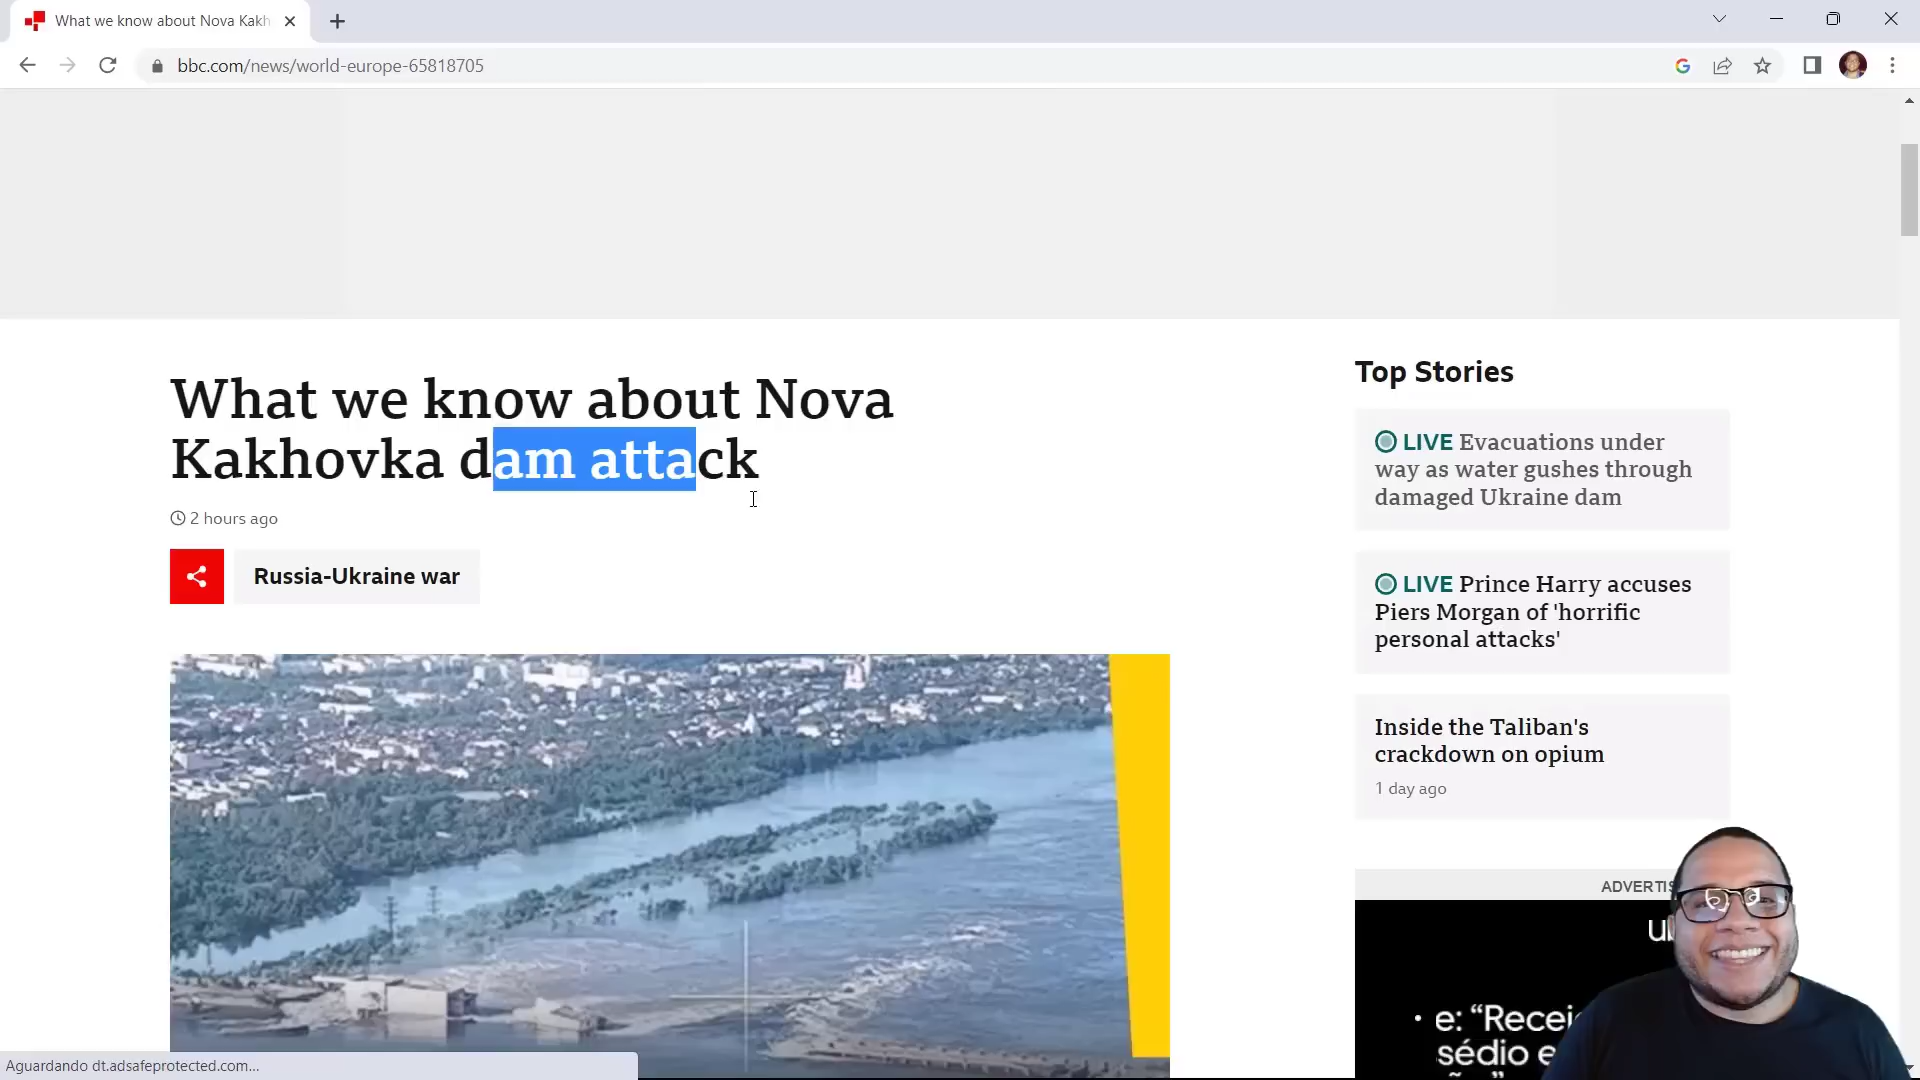 What we know about Nova Kakh
bbc.com/news/world-europe-65818705
What we know about Nova
Kakhovka dam attack
2 hours ago
Russia-Ukraine war
Top Stories
LIVE Evacuations under
way as water gushes through
damaged Ukraine dam
LIVE Prince Harry accuses
Piers Morgan of 'horrific
personal attacks'
Inside the Taliban's
crackdown on opium
1 day ago
ADVERTIS
e: “Recei
sédio e
Aguardando dt.adsafeprotected.com...